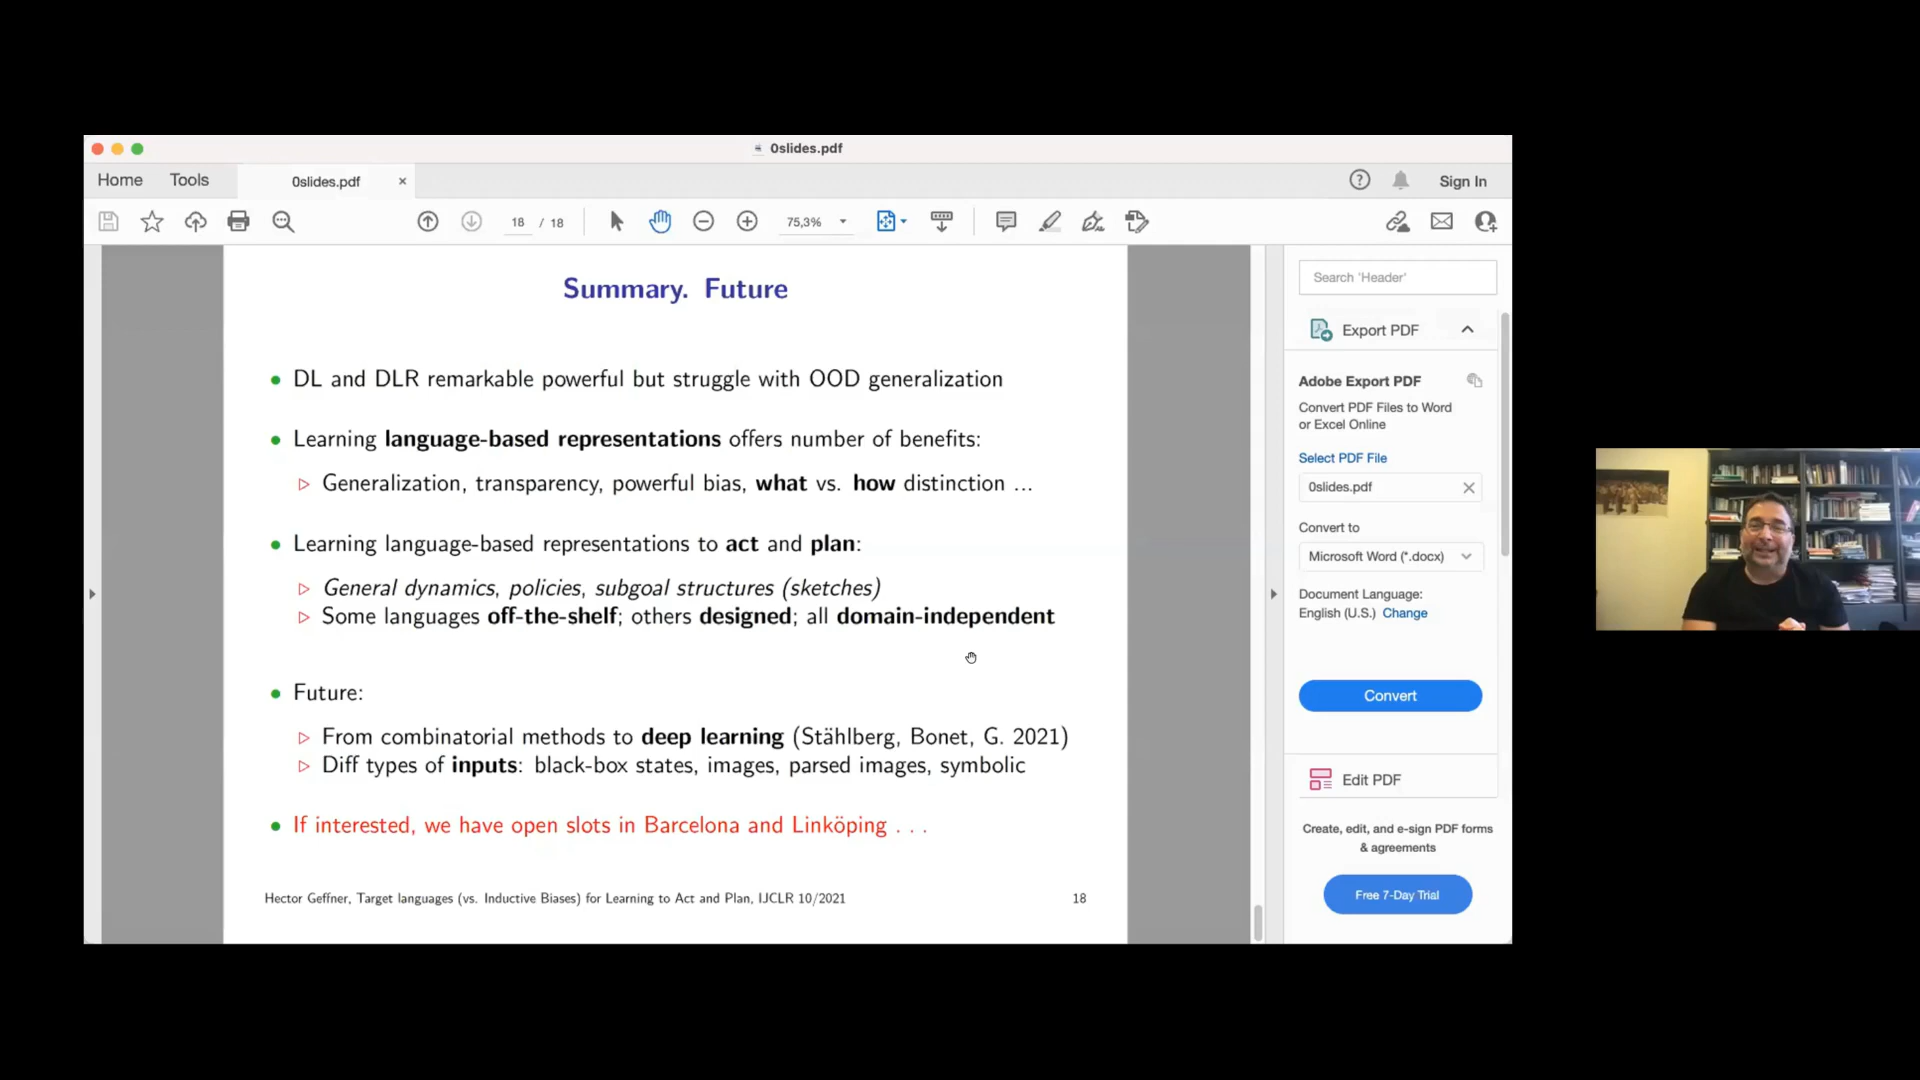 0slides.pdf
Home
Tools
0slides.pdf
Sign In
18 / 18
75,3%
Summary. Future
DL and DLR remarkable powerful but struggle with OOD generalization
Learning language-based representations offers number of benefits:
Generalization, transparency, powerful bias, what vs. how distinction ...
Learning language-based representations to act and plan:
General dynamics, policies, subgoal structures (sketches)
Some languages off-the-shelf; others designed; all domain-independent
Future:
From combinatorial methods to deep learning (Ståhlberg, Bonet, G. 2021)
Diff types of inputs: black-box states, images, parsed images, symbolic
If interested, we have open slots in Barcelona and Linköping . . .
Hector Geffner, Target languages (vs. Inductive Biases) for Learning to Act and Plan, IJCLR 10/2021
18
Search 'Header'
Export PDF
Adobe Export PDF
Convert PDF Files to Word
or Excel Online
Select PDF File
0slides.pdf
Convert to
Microsoft Word (*.docx)
Document Language:
English (U.S.) Change
Convert
Edit PDF
Create, edit, and e-sign PDF forms
& agreements
Free 7-Day Trial